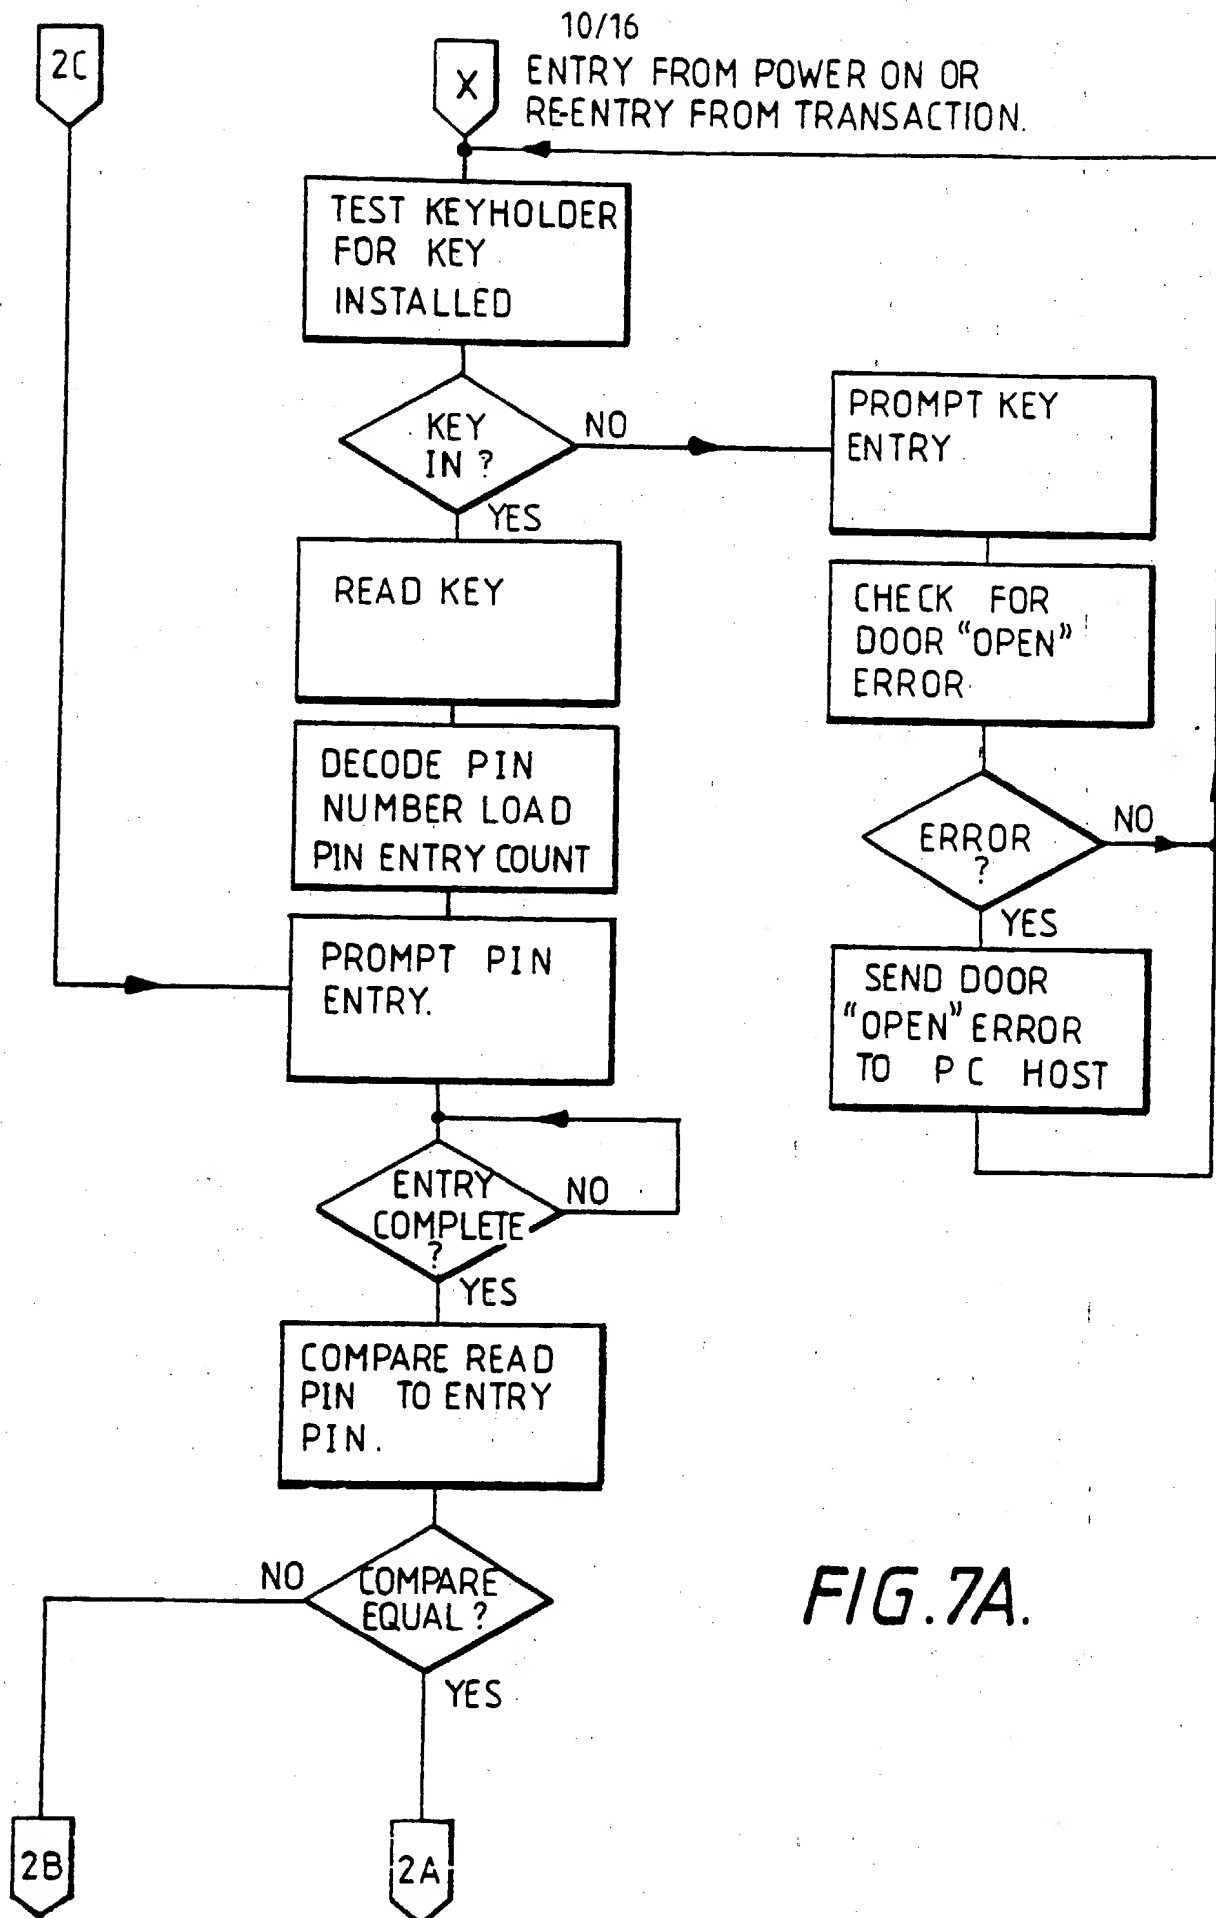 10/16
2C
X
ENTRY FROM POWER ON OR
RE-ENTRY FROM TRANSACTION.
TEST KEYHOLDER
FOR KEY
INSTALLED
KEY
IN ?
NO
YES
PROMPT KEY
ENTRY
READ KEY
CHECK FOR
DOOR "OPEN"
ERROR
DECODE PIN
NUMBER LOAD
PIN ENTRY COUNT
ERROR
?
NO
YES
PROMPT PIN
ENTRY.
SEND DOOR
"OPEN" ERROR
TO PC HOST
ENTRY
COMPLETE
?
NO
YES
COMPARE READ
PIN TO ENTRY
PIN.
COMPARE
EQUAL ?
NO
YES
2B
2A
FIG.7A.